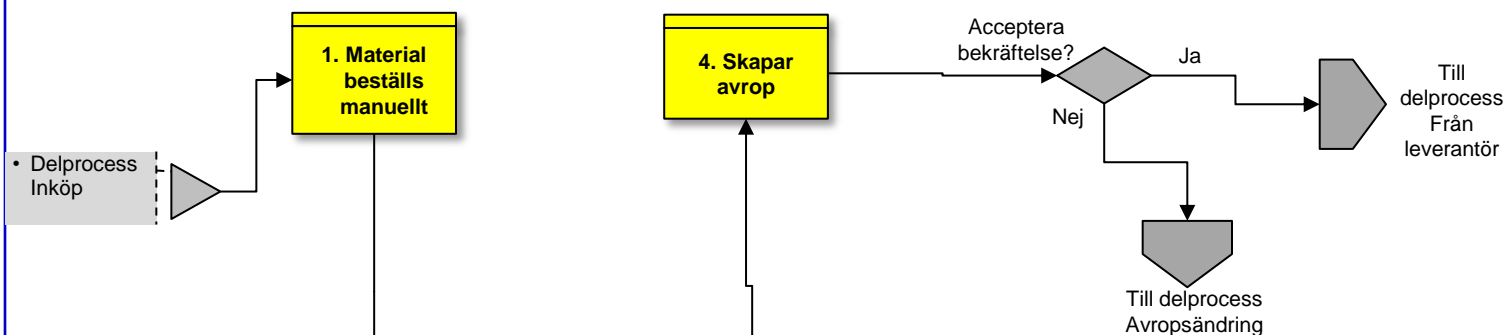 • Delprocess
Inköp
1. Material
beställs
manuellt
4. Skapar
avrop
Acceptera
bekräftelse?
Ja
Nej
Till
delprocess
Från
leverantör
Till delprocess
Avropsändring